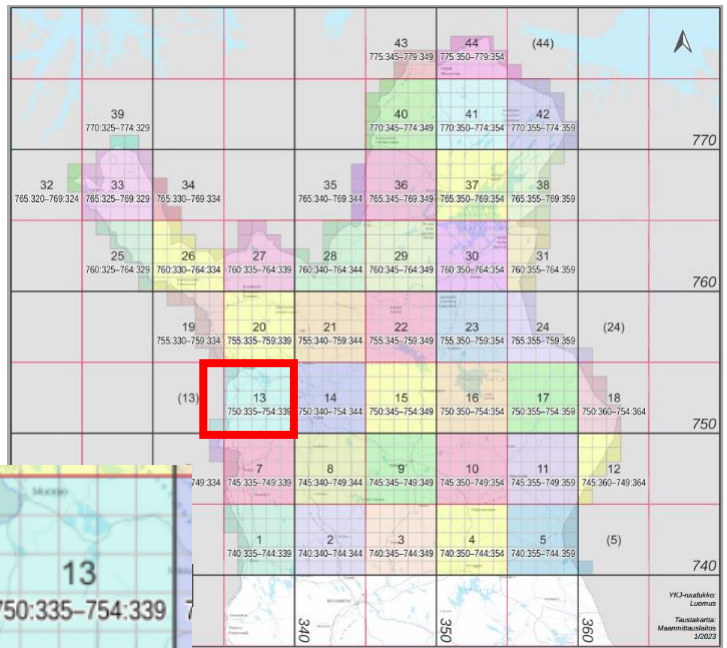 43 44 (44)
775:345–779:349 775:350–779:354
39 40 41 42
770:325–774:329 770:345–774:349 770:350–774:354 770:355–774:359
770
32 33 34 35 36 37 38
765:320–769:324 765:325–769:329 765:330–769:334 765:340–769:344 765:345–769:349 765:350–769:354 765:355–769:359
25 26 27 28 29 30 31
760:325–764:329 760:330–764:334 760:335–764:339 760:340–764:344 760:345–764:349 760:350–764:354 760:355–764:359
760
19 20 21 22 23 24 (24)
755:330–759:334 755:335–759:339 755:340–759:344 755:345–759:349 755:350–759:354 755:355–759:359
(13) 13 14 15 16 17 18
750:335–754:339 750:340–754:344 750:345–754:349 750:350–754:354 750:355–754:359 750:360–754:364
750
7 8 9 10 11 12
749:334 745:335–749:339 745:340–749:344 745:345–749:349 745:350–749:354 745:355–749:359 745:360–749:364
1 2 3 4 5 (5)
740:335–744:339 740:340–744:344 740:345–744:349 740:350–744:354 740:355–744:359
740
340 350 360
YKJ-ruudukko:
Luomus
Taustakartta:
Maanmittauslaitos
1/2023
Muonio
13
750:335–754:339 7